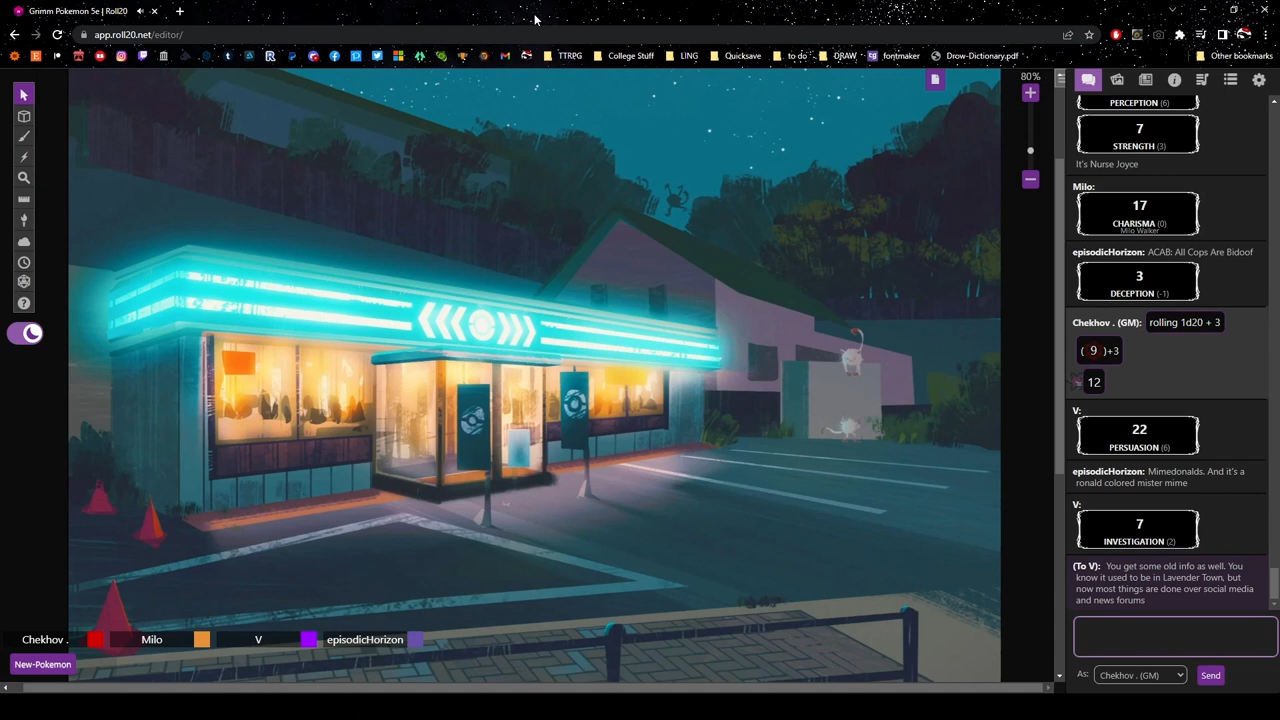 Grimm Pokemon 5e | Roll20
app.roll20.net/editor/
TTRPG
College Stuff
LING
Quicksave
to do
DRAW
cg
fontmaker
Drow-Dictionary.pdf
Other bookmarks
80%
PERCEPTION (6)
7
STRENGTH (3)
It's Nurse Joyce
Milo:
17
CHARISMA (0)
Milo Walker
episodicHorizon: ACAB: All Cops Are Bidoof
3
DECEPTION (-1)
Chekhov . (GM): rolling 1d20 + 3
(9)+3
12
V:
22
PERSUASION (6)
episodicHorizon: Mimedonalds. And it's a
ronald colored mister mime
V:
7
INVESTIGATION (2)
(To V): You get some old info as well. You
know it used to be in Lavender Town, but
now most things are done over social media
and news forums
Chekhov .
Milo
V
episodicHorizon
New-Pokemon
As: Chekhov . (GM)
Send